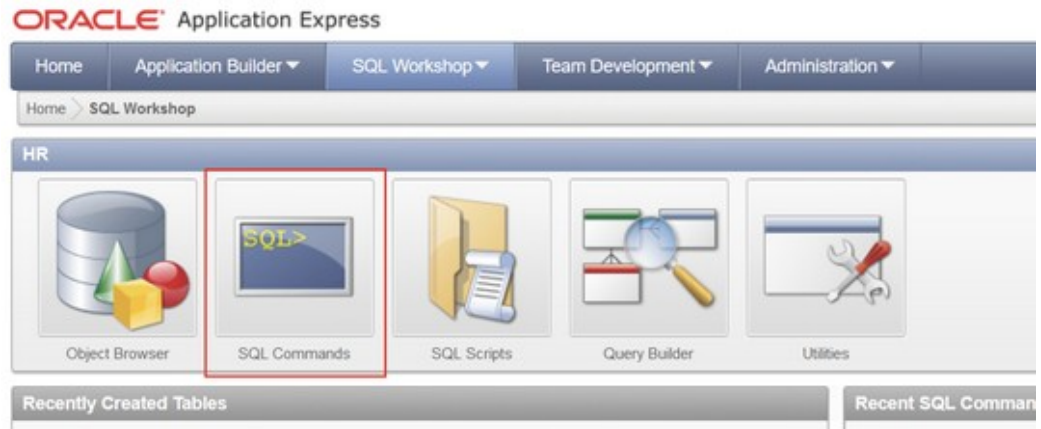 ORACLE Application Express
Home Application Builder SQL Workshop Team Development Administration
Home SQL Workshop
HR
SQL>
Object Browser SQL Commands SQL Scripts Query Builder Utilities
Recently Created Tables Recent SQL Comman